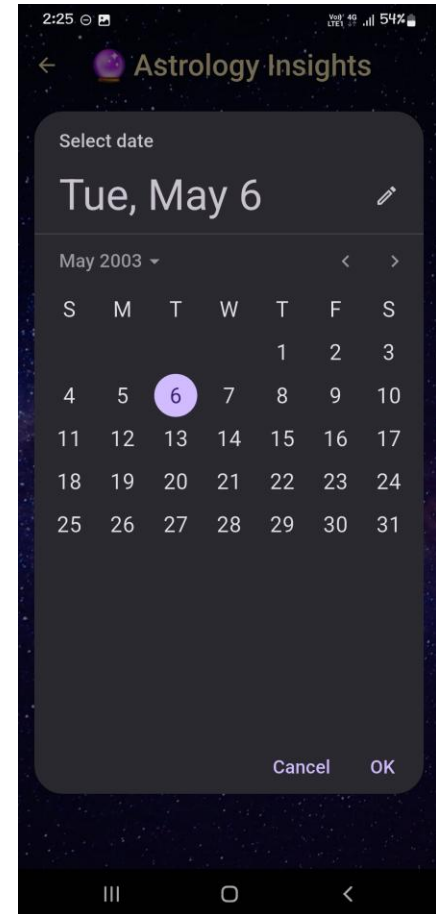 2:25 54%
Astrology Insights
Select date
Tue, May 6
May 2003
S M T W T F S
1 2 3
4 5 6 7 8 9 10
11 12 13 14 15 16 17
18 19 20 21 22 23 24
25 26 27 28 29 30 31
Cancel OK